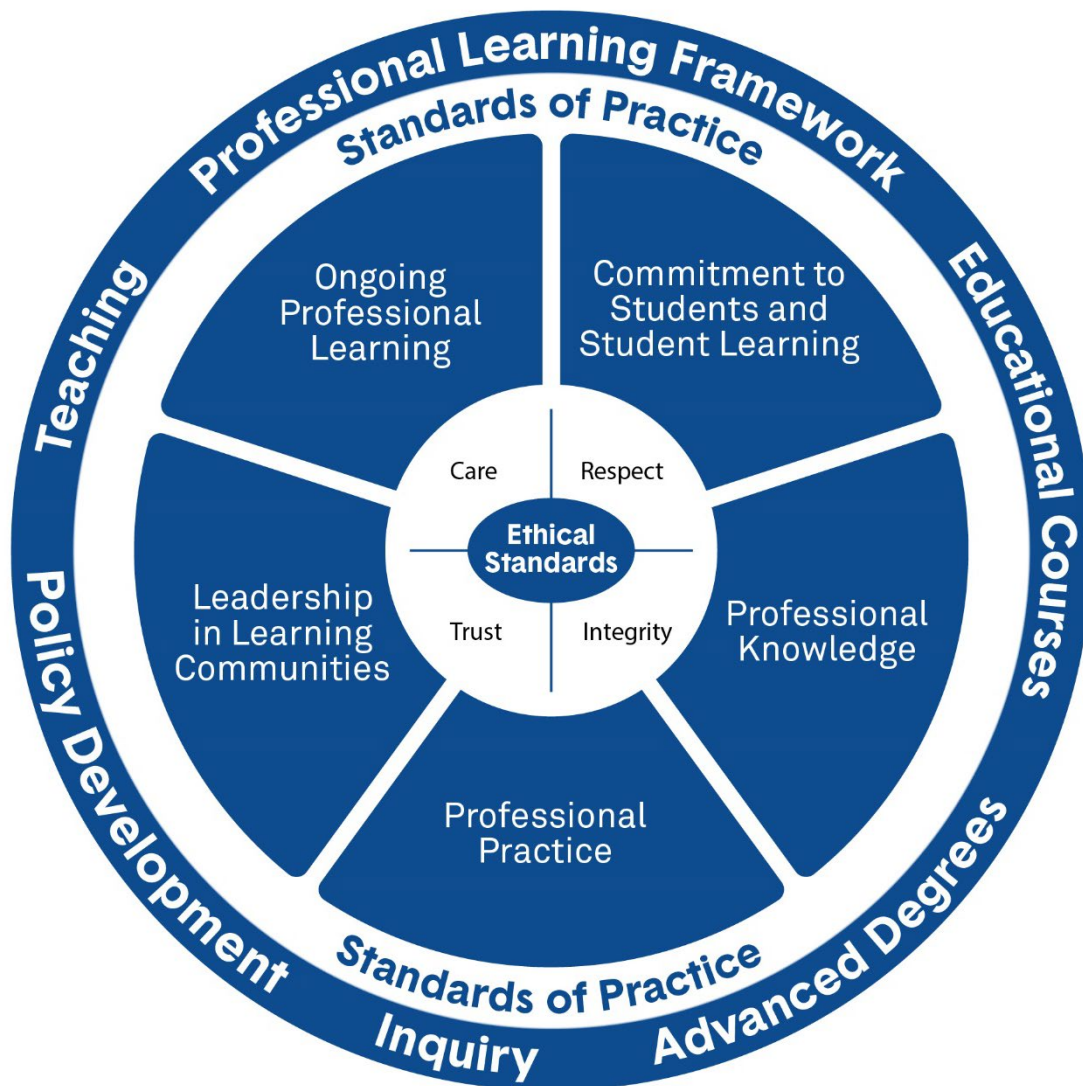 Professional Learning Framework
Educational Courses
Advanced Degrees
Inquiry
Policy Development
Teaching
Standards of Practice
Commitment to
Students and
Student Learning
Professional
Knowledge
Professional
Practice
Leadership
in Learning
Communities
Ongoing
Professional
Learning
Care
Respect
Ethical
Standards
Trust
Integrity
Standards of Practice